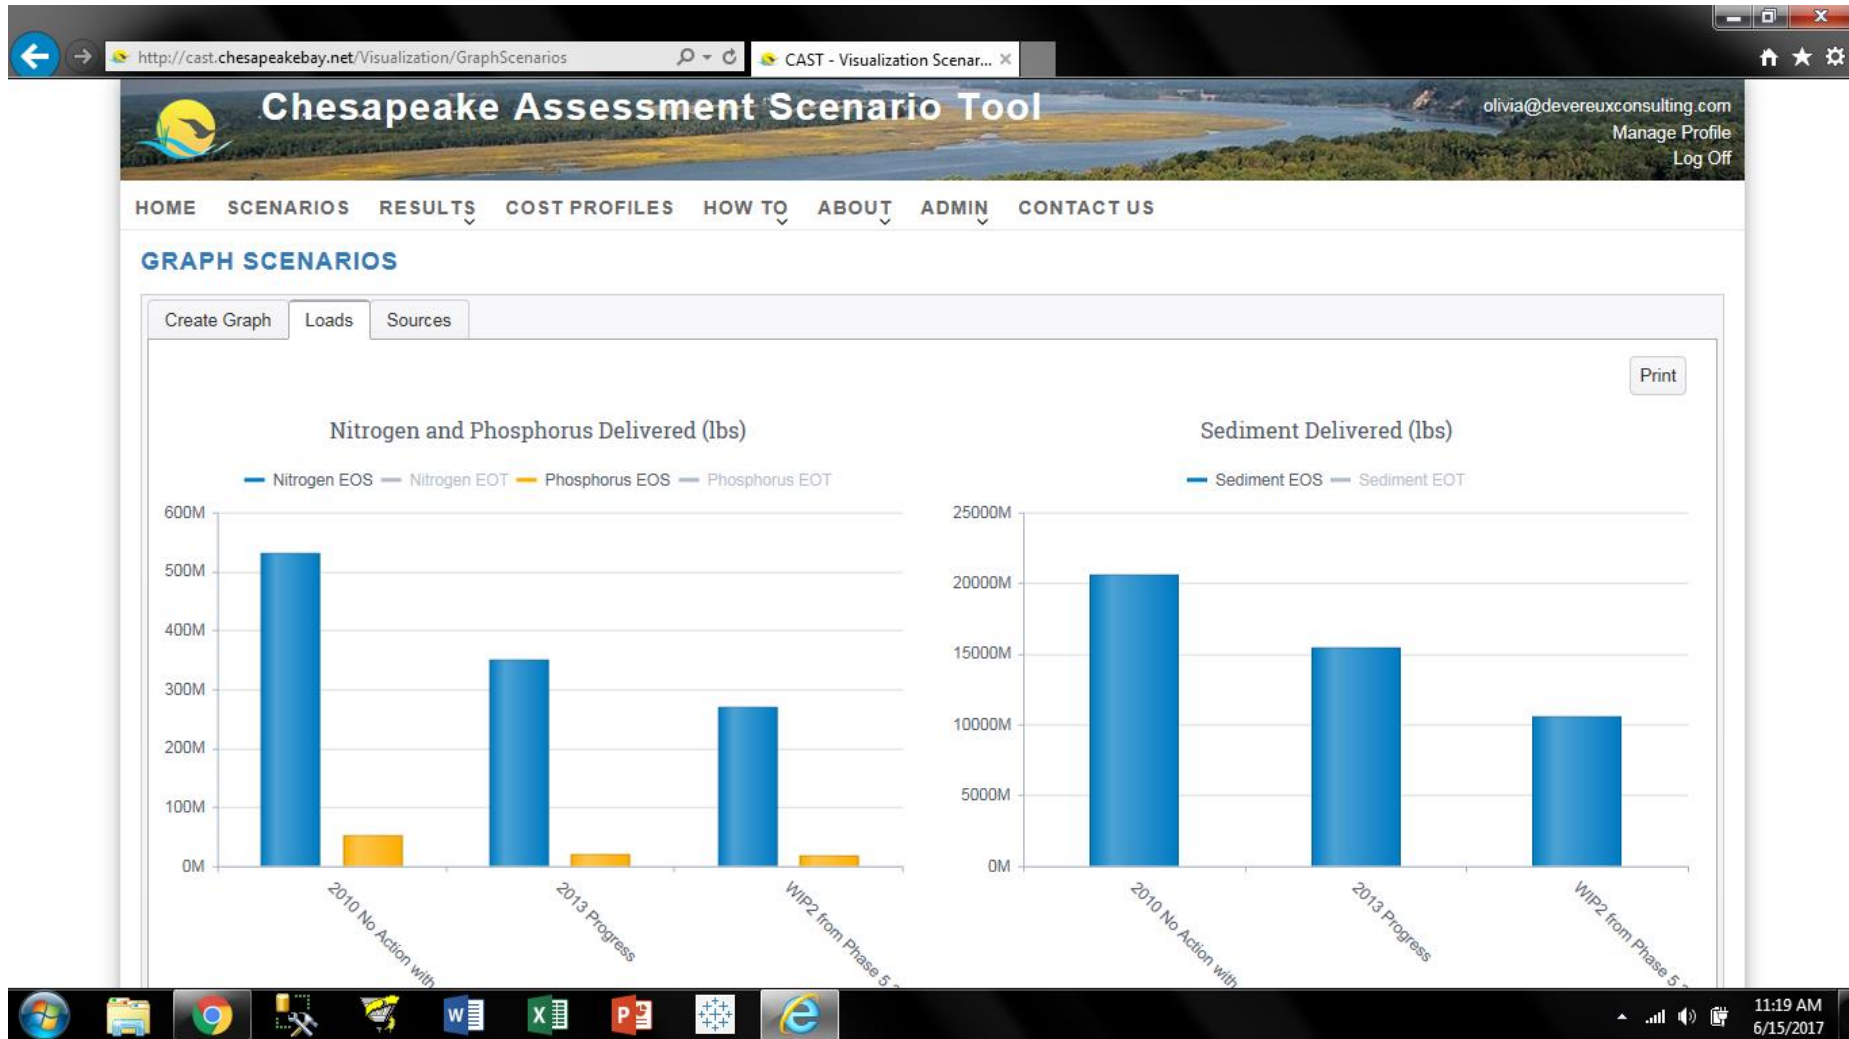 http://cast.chesapeakebay.net/Visualization/GraphScenarios
CAST - Visualization Scenar...
Chesapeake Assessment Scenario Tool
olivia@devereuxconsulting.com
Manage Profile
Log Off
HOME SCENARIOS RESULTS COST PROFILES HOW TO ABOUT ADMIN CONTACT US
GRAPH SCENARIOS
Create Graph Loads Sources
Print
Nitrogen and Phosphorus Delivered (lbs)
Nitrogen EOS Nitrogen EOT Phosphorus EOS Phosphorus EOT
600M
500M
400M
300M
200M
100M
0M
2010 No Action with
2013 Progress
WIP2 from Phase 5
Sediment Delivered (lbs)
Sediment EOS Sediment EOT
25000M
20000M
15000M
10000M
5000M
0M
2010 No Action with
2013 Progress
WIP2 from Phase 5
11:19 AM
6/15/2017